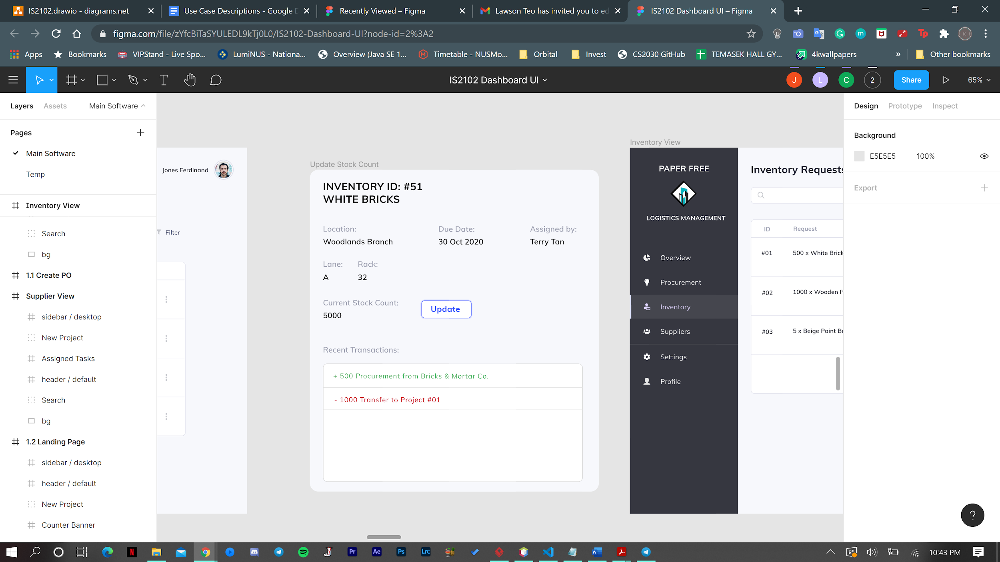 IS2102.drawio - diagrams.net
Use Case Descriptions - Google D
Recently Viewed – Figma
Lawson Teo has invited you to ed
IS2102 Dashboard UI – Figma
figma.com/file/zYfcBiTaSYULEDL9kTj0L0/IS2102-Dashboard-UI?node-id=2%3A2
Apps
Bookmarks
VIPStand - Live Spo...
LumiNUS - Nationa...
Overview (Java SE 1...
Timetable - NUSMo...
Orbital
Invest
CS2030 GitHub
TEMASEK HALL GY...
4kwallpapers
»
Other bookmarks
IS2102 Dashboard UI
J
L
C
2
Share
65%
Layers
Assets
Main Software
Pages
Main Software
Temp
Inventory View
Search
bg
1.1 Create PO
Supplier View
sidebar / desktop
New Project
Assigned Tasks
header / default
Search
bg
1.2 Landing Page
sidebar / desktop
header / default
New Project
Counter Banner
Jones Ferdinand
Filter
Update Stock Count
INVENTORY ID: #51
WHITE BRICKS
Location:
Due Date:
Assigned by:
Woodlands Branch
30 Oct 2020
Terry Tan
Lane:
Rack:
A
32
Current Stock Count:
5000
Update
Recent Transactions:
+ 500 Procurement from Bricks & Mortar Co.
- 1000 Transfer to Project #01
Inventory View
PAPER FREE
LOGISTICS MANAGEMENT
Overview
Procurement
Inventory
Suppliers
Settings
Profile
Inventory Requests
ID
Request
#01
500 x White Brick
#02
1000 x Wooden P
#03
5 x Beige Paint Bu
Design
Prototype
Inspect
Background
E5E5E5
100%
Export
?
10:43 PM